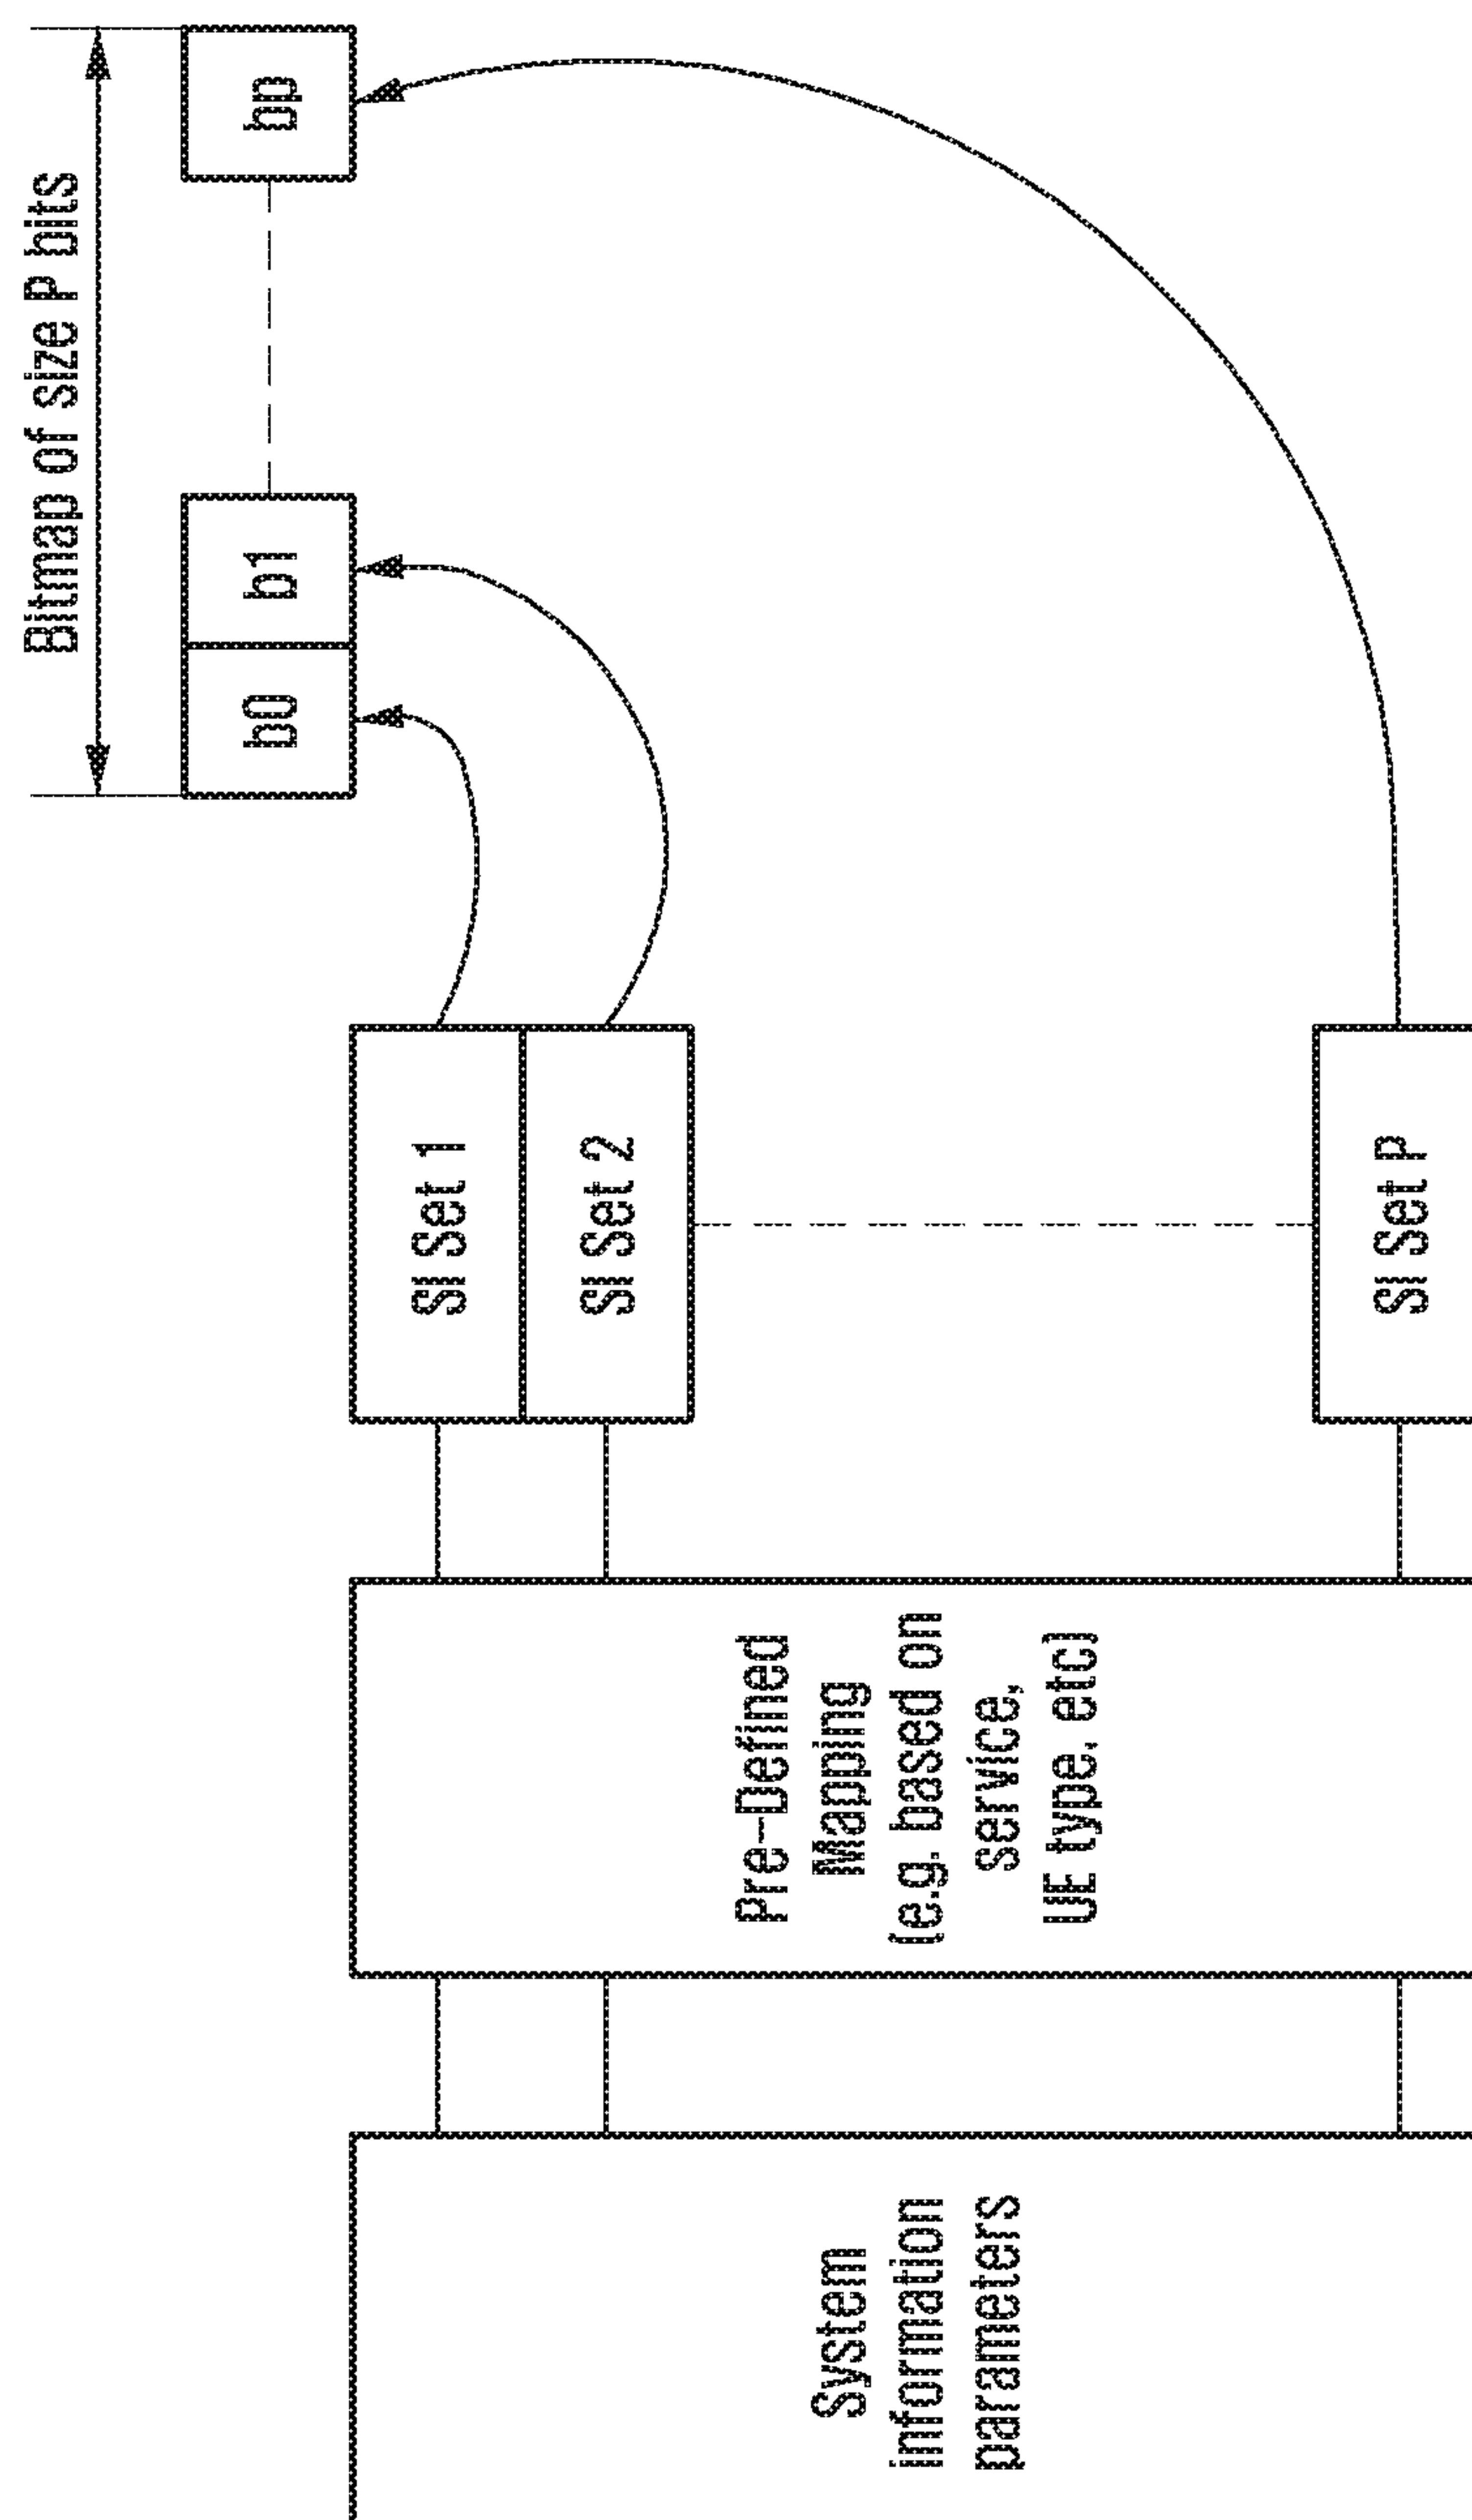 Bitmap of size P bits
b0
b1
bp
SI Set 1
SI Set 2
SI Set P
Pre-Defined
Mapping
(e.g. based on
service,
UE type, etc)
System
information
parameters